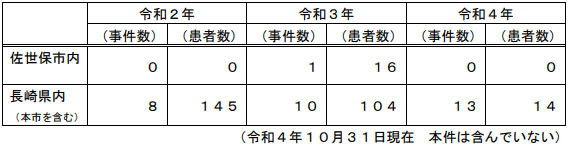 令和２年 令和３年 令和４年
（事件数） （患者数） （事件数） （患者数） （事件数） （患者数）
佐世保市内 ０ ０ １ １６ ０ ０
長崎県内 ８ １４５ １０ １０４ １３ １４
（本市を含む）
（令和４年１０月３１日現在　本件は含んでいない）